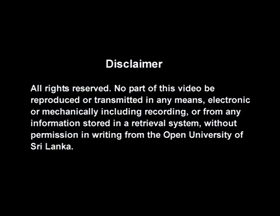 Disclaimer
All rights reserved. No part of this video be
reproduced or transmitted in any means, electronic
or mechanically including recording, or from any
information stored in a retrieval system, without
permission in writing from the Open University of
Sri Lanka.